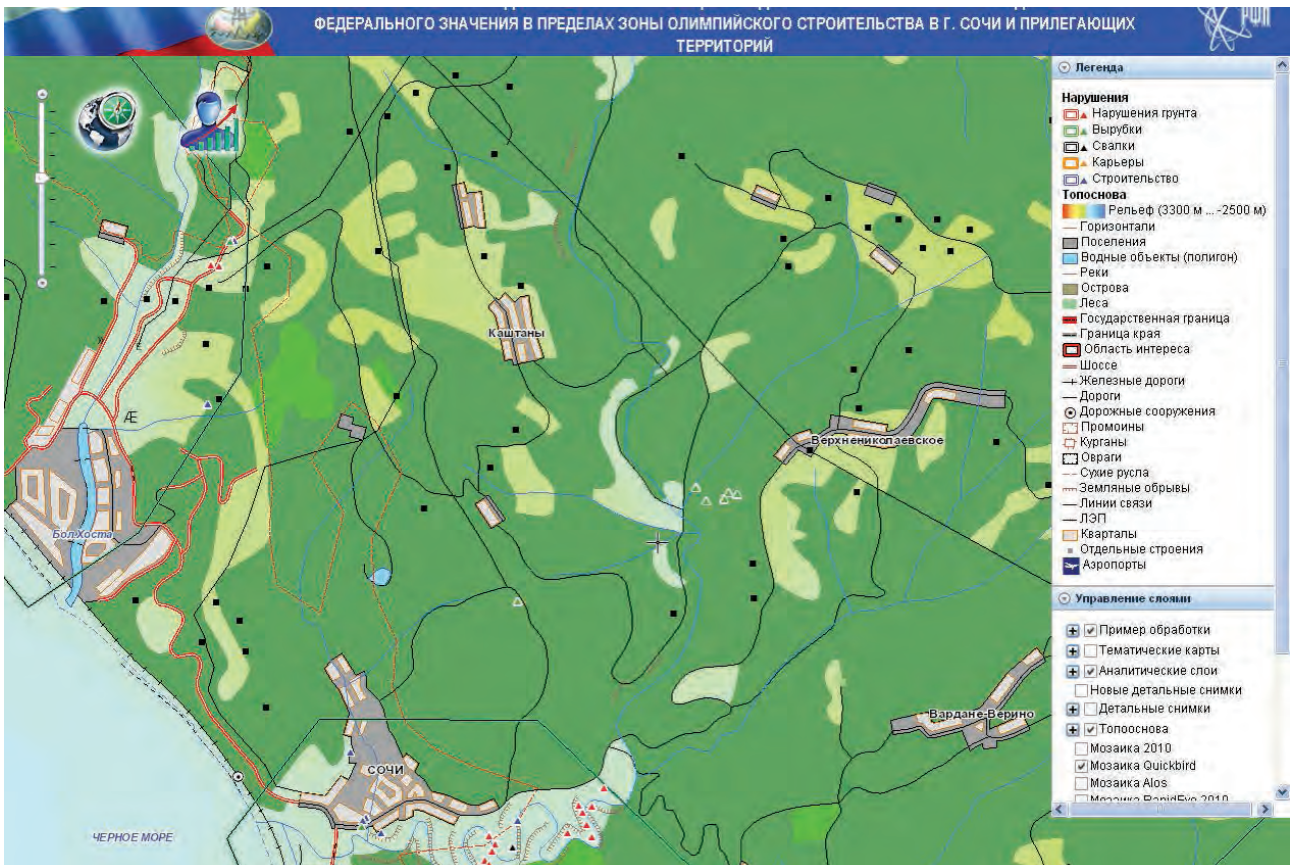 ФЕДЕРАЛЬНОГО ЗНАЧЕНИЯ В ПРЕДЕЛАХ ЗОНЫ ОЛИМПИЙСКОГО СТРОИТЕЛЬСТВА В Г. СОЧИ И ПРИЛЕГАЮЩИХ
ТЕРРИТОРИЙ
Каштаны
Æ
Верхнениколаевское
Бол.Хоста
Вардане-Верино
СОЧИ
ЧЕРНОЕ МОРЕ
Легенда
Нарушения
Нарушения грунта
Вырубки
Свалки
Карьеры
Строительство
Топоснова
Рельеф (3300 м ... -2500 м)
Горизонтали
Поселения
Водные объекты (полигон)
Реки
Острова
Леса
Государственная граница
Граница края
Область интереса
Шоссе
Железные дороги
Дороги
Дорожные сооружения
Промоины
Курганы
Овраги
Сухие русла
Земляные обрывы
Линии связи
ЛЭП
Кварталы
Отдельные строения
Аэропорты
Управление слоями
Пример обработки
Тематические карты
Аналитические слои
Новые детальные снимки
Детальные снимки
Топооснова
Мозаика 2010
Мозаика Quickbird
Мозаика Alos
Мозаика RapidEye 2010